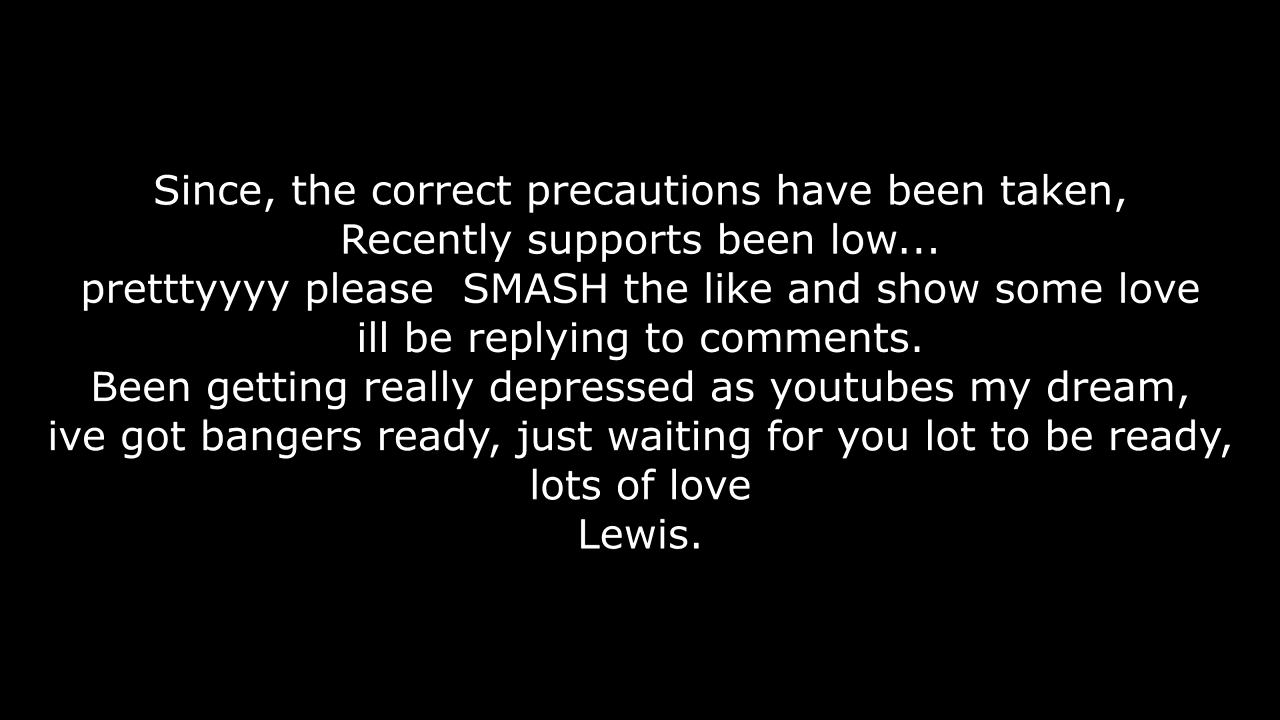 Since, the correct precautions have been taken,
Recently supports been low...
pretttyyyy please  SMASH the like and show some love
ill be replying to comments.
Been getting really depressed as youtubes my dream,
ive got bangers ready, just waiting for you lot to be ready,
lots of love
Lewis.